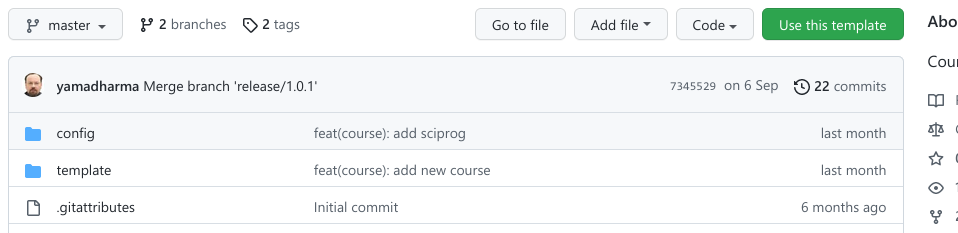 master 2 branches 2 tags Go to file Add file Code Use this template Abo
yamadharma Merge branch 'release/1.0.1' 7345529 on 6 Sep 22 commits Cour
config feat(course): add sciprog last month
template feat(course): add new course last month
.gitattributes Initial commit 6 months ago